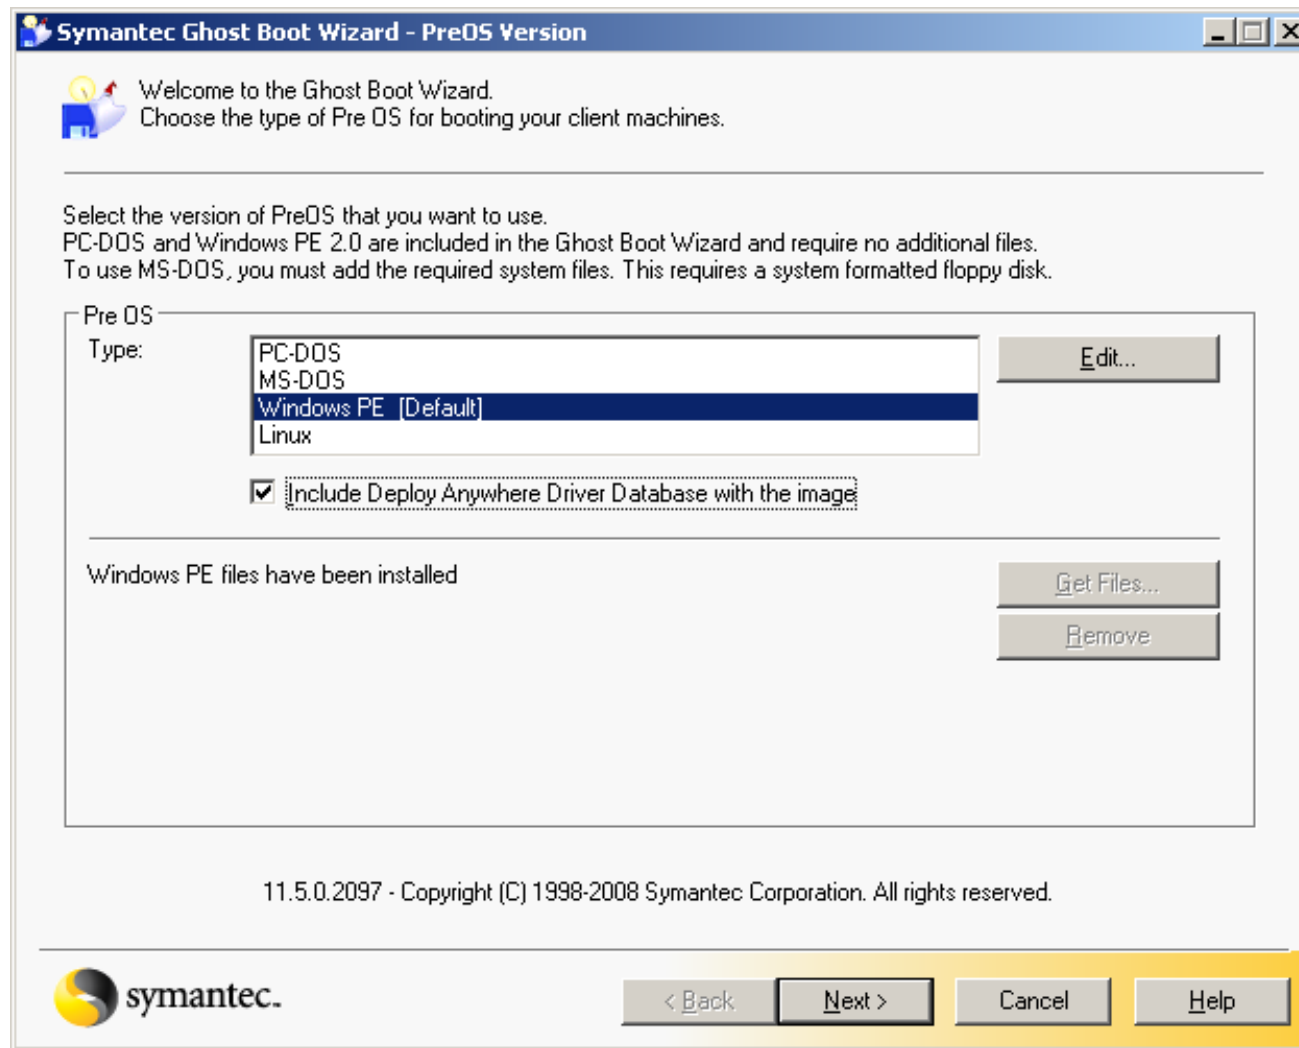 Symantec Ghost Boot Wizard - PreOS Version
Welcome to the Ghost Boot Wizard.
Choose the type of Pre OS for booting your client machines.
Select the version of PreOS that you want to use.
PC-DOS and Windows PE 2.0 are included in the Ghost Boot Wizard and require no additional files.
To use MS-DOS, you must add the required system files. This requires a system formatted floppy disk.
Pre OS
Type:
PC-DOS
MS-DOS
Windows PE [Default]
Linux
Edit...
Include Deploy Anywhere Driver Database with the image
Windows PE files have been installed
Get Files...
Remove
11.5.0.2097 - Copyright (C) 1998-2008 Symantec Corporation. All rights reserved.
symantec.
< Back
Next >
Cancel
Help